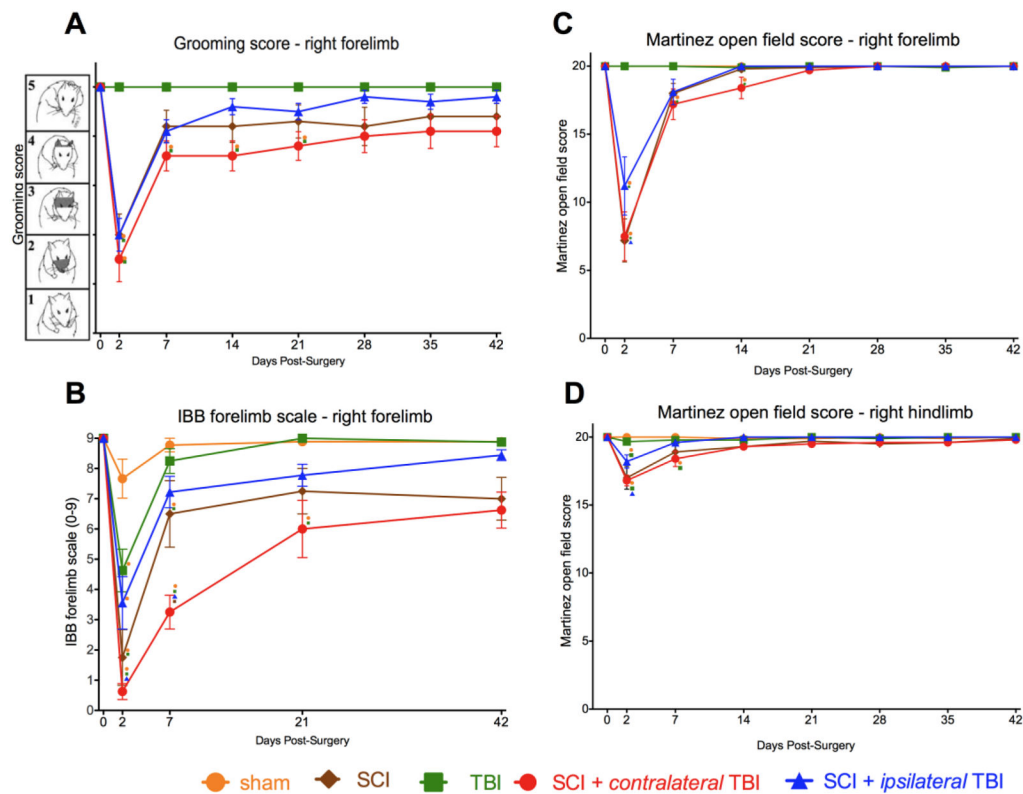 A
Grooming score - right forelimb
5
4
3
2
1
Grooming score
0 2 7 14 21 28 35 42
Days Post-Surgery
C
Martinez open field score - right forelimb
20
15
10
5
0
Martinez open field score
0 2 7 14 21 28 35 42
Days Post-Surgery
B
IBB forelimb scale - right forelimb
9
8
7
6
5
4
3
2
1
0
IBB forelimb scale (0-9)
0 2 7 21 42
Days Post-Surgery
D
Martinez open field score - right hindlimb
20
15
10
5
0
Martinez open field score
0 2 7 14 21 28 35 42
Days Post-Surgery
sham SCI TBI SCI + contralateral TBI SCI + ipsilateral TBI